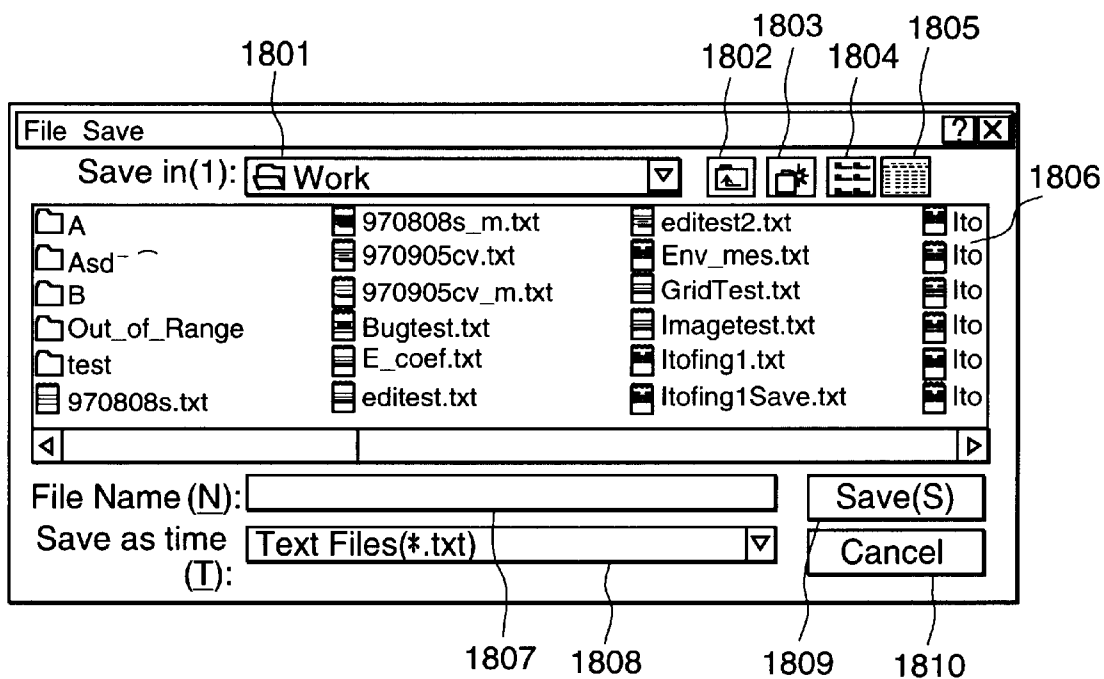 1803
1805
1801
1802
1804
File Save
?
X
Save in(1): Work
1806
A 970808s_m.txt editest2.txt Ito
Asd 970905cv.txt Env_mes.txt Ito
B 970905cv_m.txt GridTest.txt Ito
Out_of_Range Bugtest.txt Imagetest.txt Ito
test E_coef.txt Itofing1.txt Ito
970808s.txt editest.txt Itofing1Save.txt Ito
File Name (N): Save(S)
Save as time Text Files(*.txt) Cancel
(T):
1807 1808 1809 1810